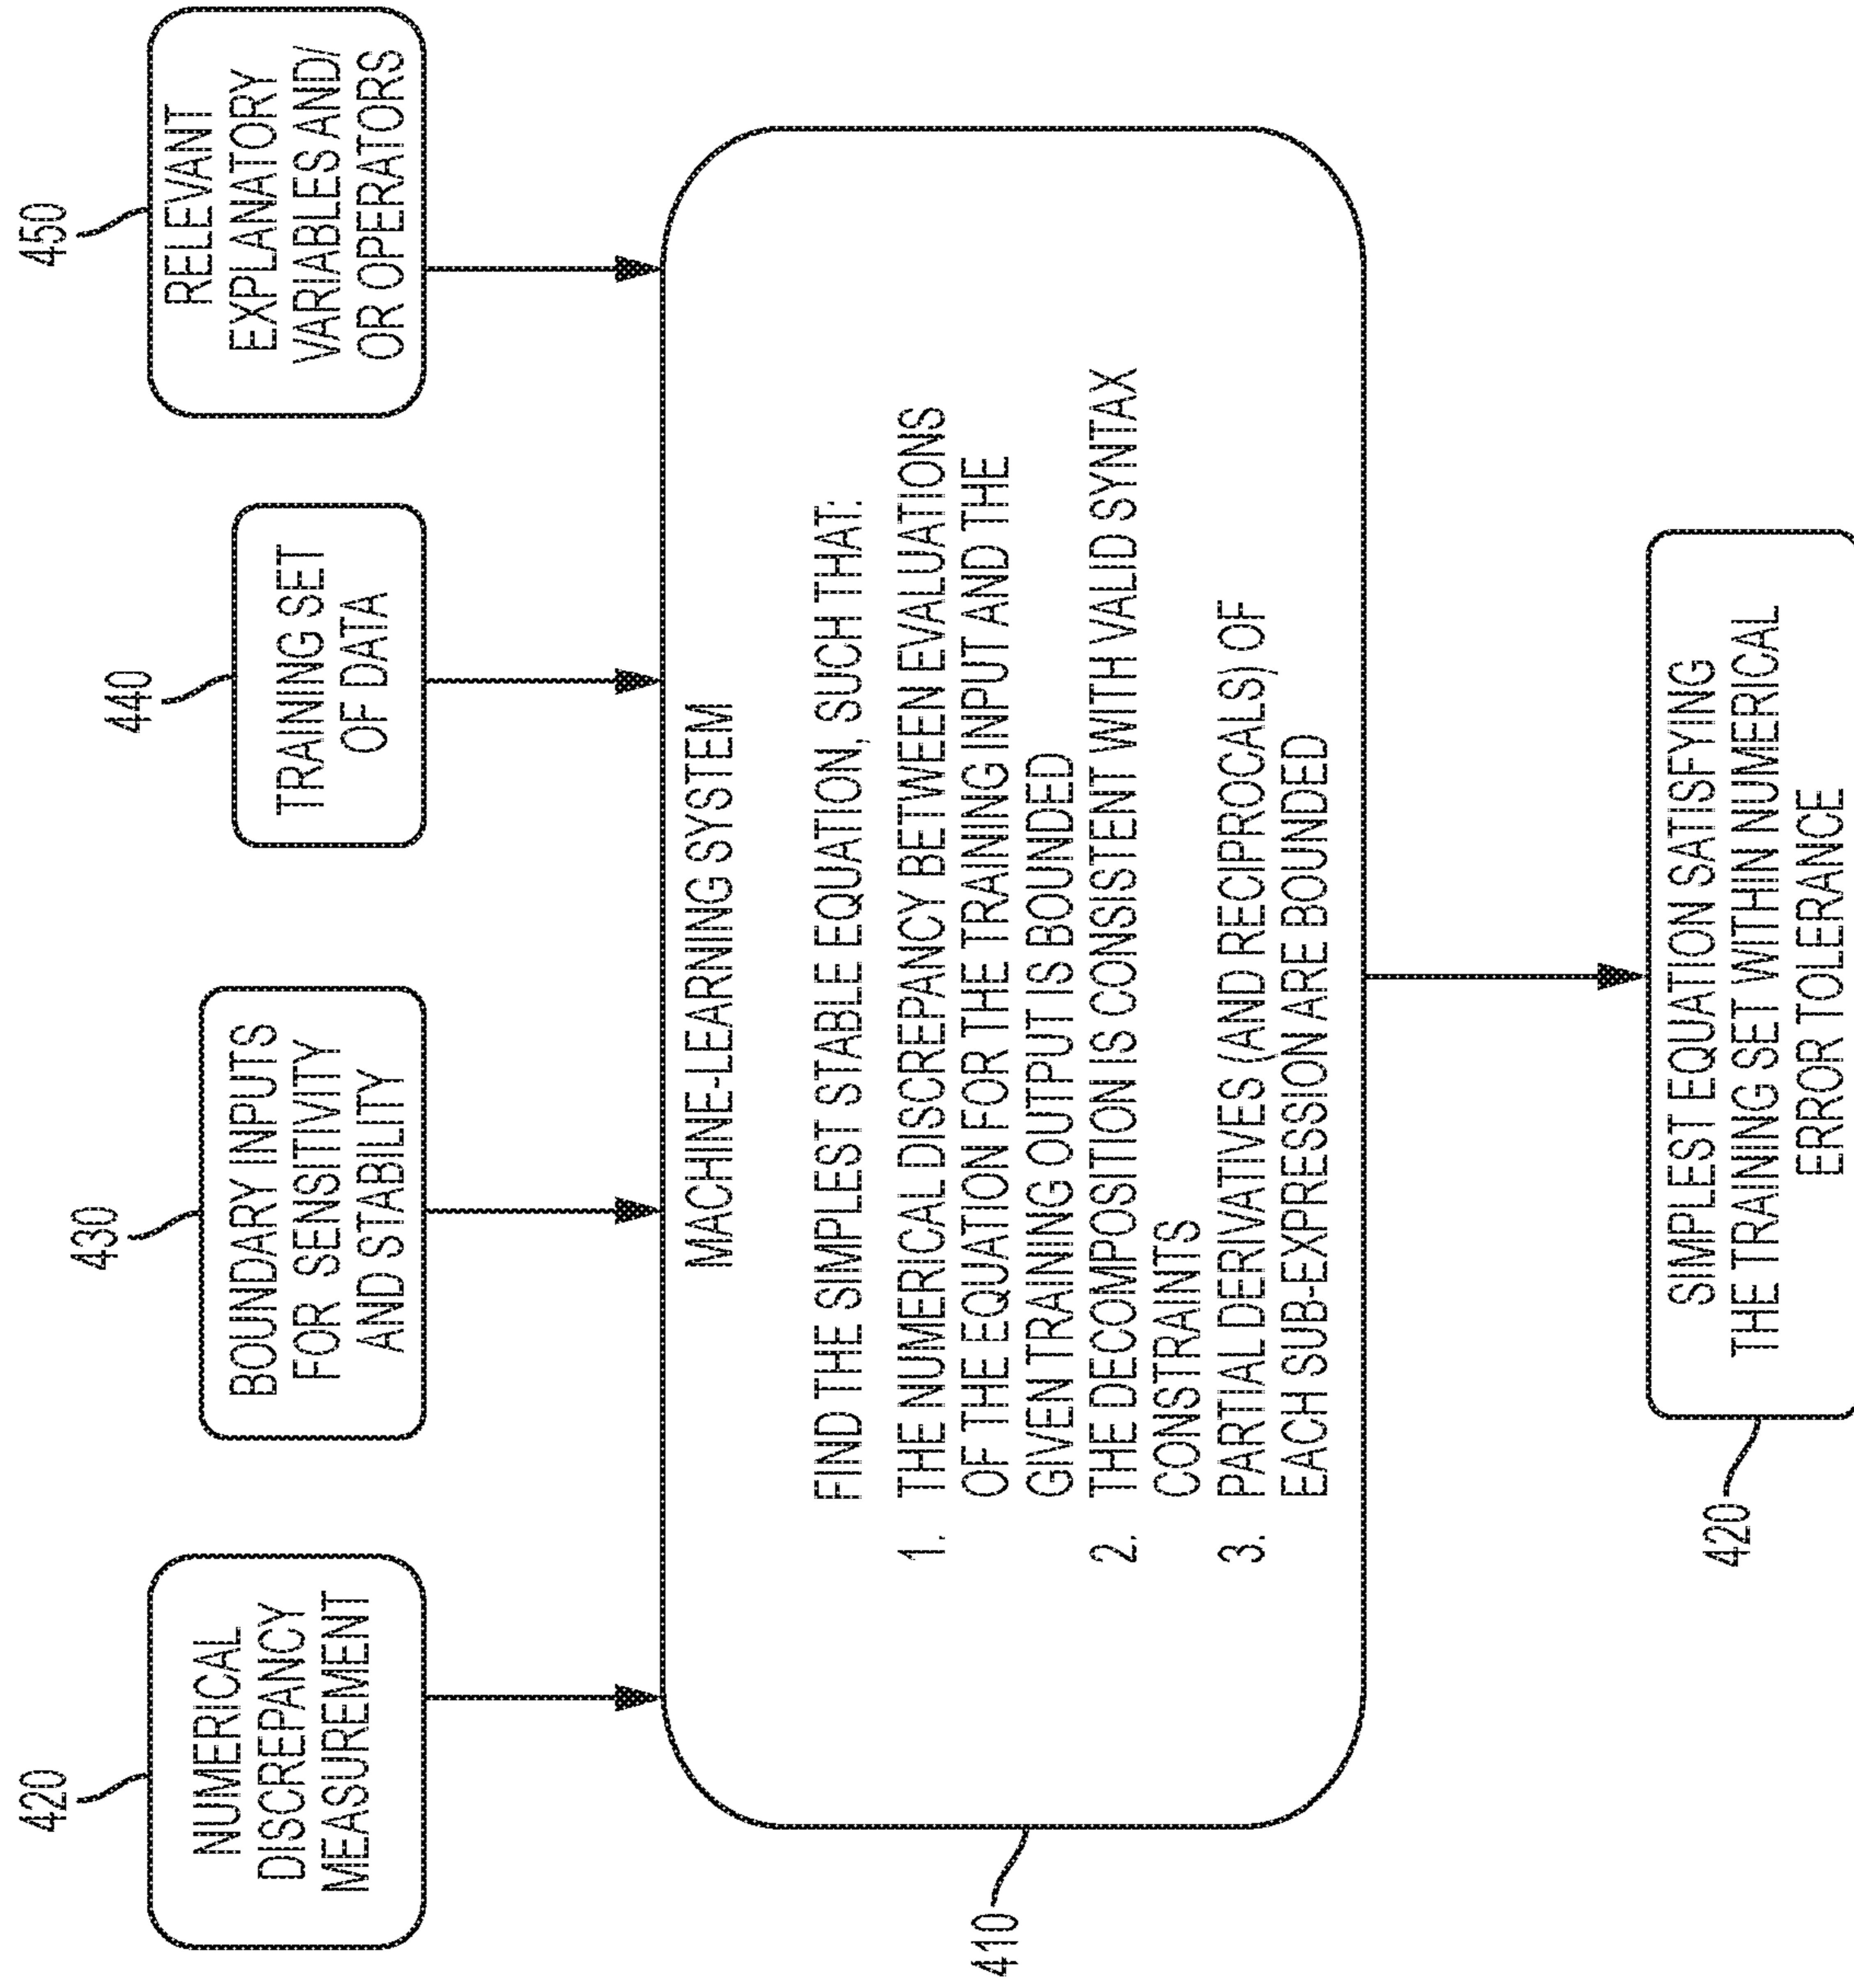 420
NUMERICAL
DISCREPANCY
MEASUREMENT
430
BOUNDARY INPUTS
FOR SENSITIVITY
AND STABILITY
440
TRAINING SET
OF DATA
450
RELEVANT
EXPLANATORY
VARIABLES AND/
OR OPERATORS
410
MACHINE-LEARNING SYSTEM
FIND THE SIMPLEST STABLE EQUATION, SUCH THAT:
1. THE NUMERICAL DISCREPANCY BETWEEN EVALUATIONS
OF THE EQUATION FOR THE TRAINING INPUT AND THE
GIVEN TRAINING OUTPUT IS BOUNDED
2. THE DECOMPOSITION IS CONSISTENT WITH VALID SYNTAX
CONSTRAINTS
3. PARTIAL DERIVATIVES (AND RECIPROCALS) OF
EACH SUB-EXPRESSION ARE BOUNDED
420
SIMPLEST EQUATION SATISFYING
THE TRAINING SET WITHIN NUMERICAL
ERROR TOLERANCE